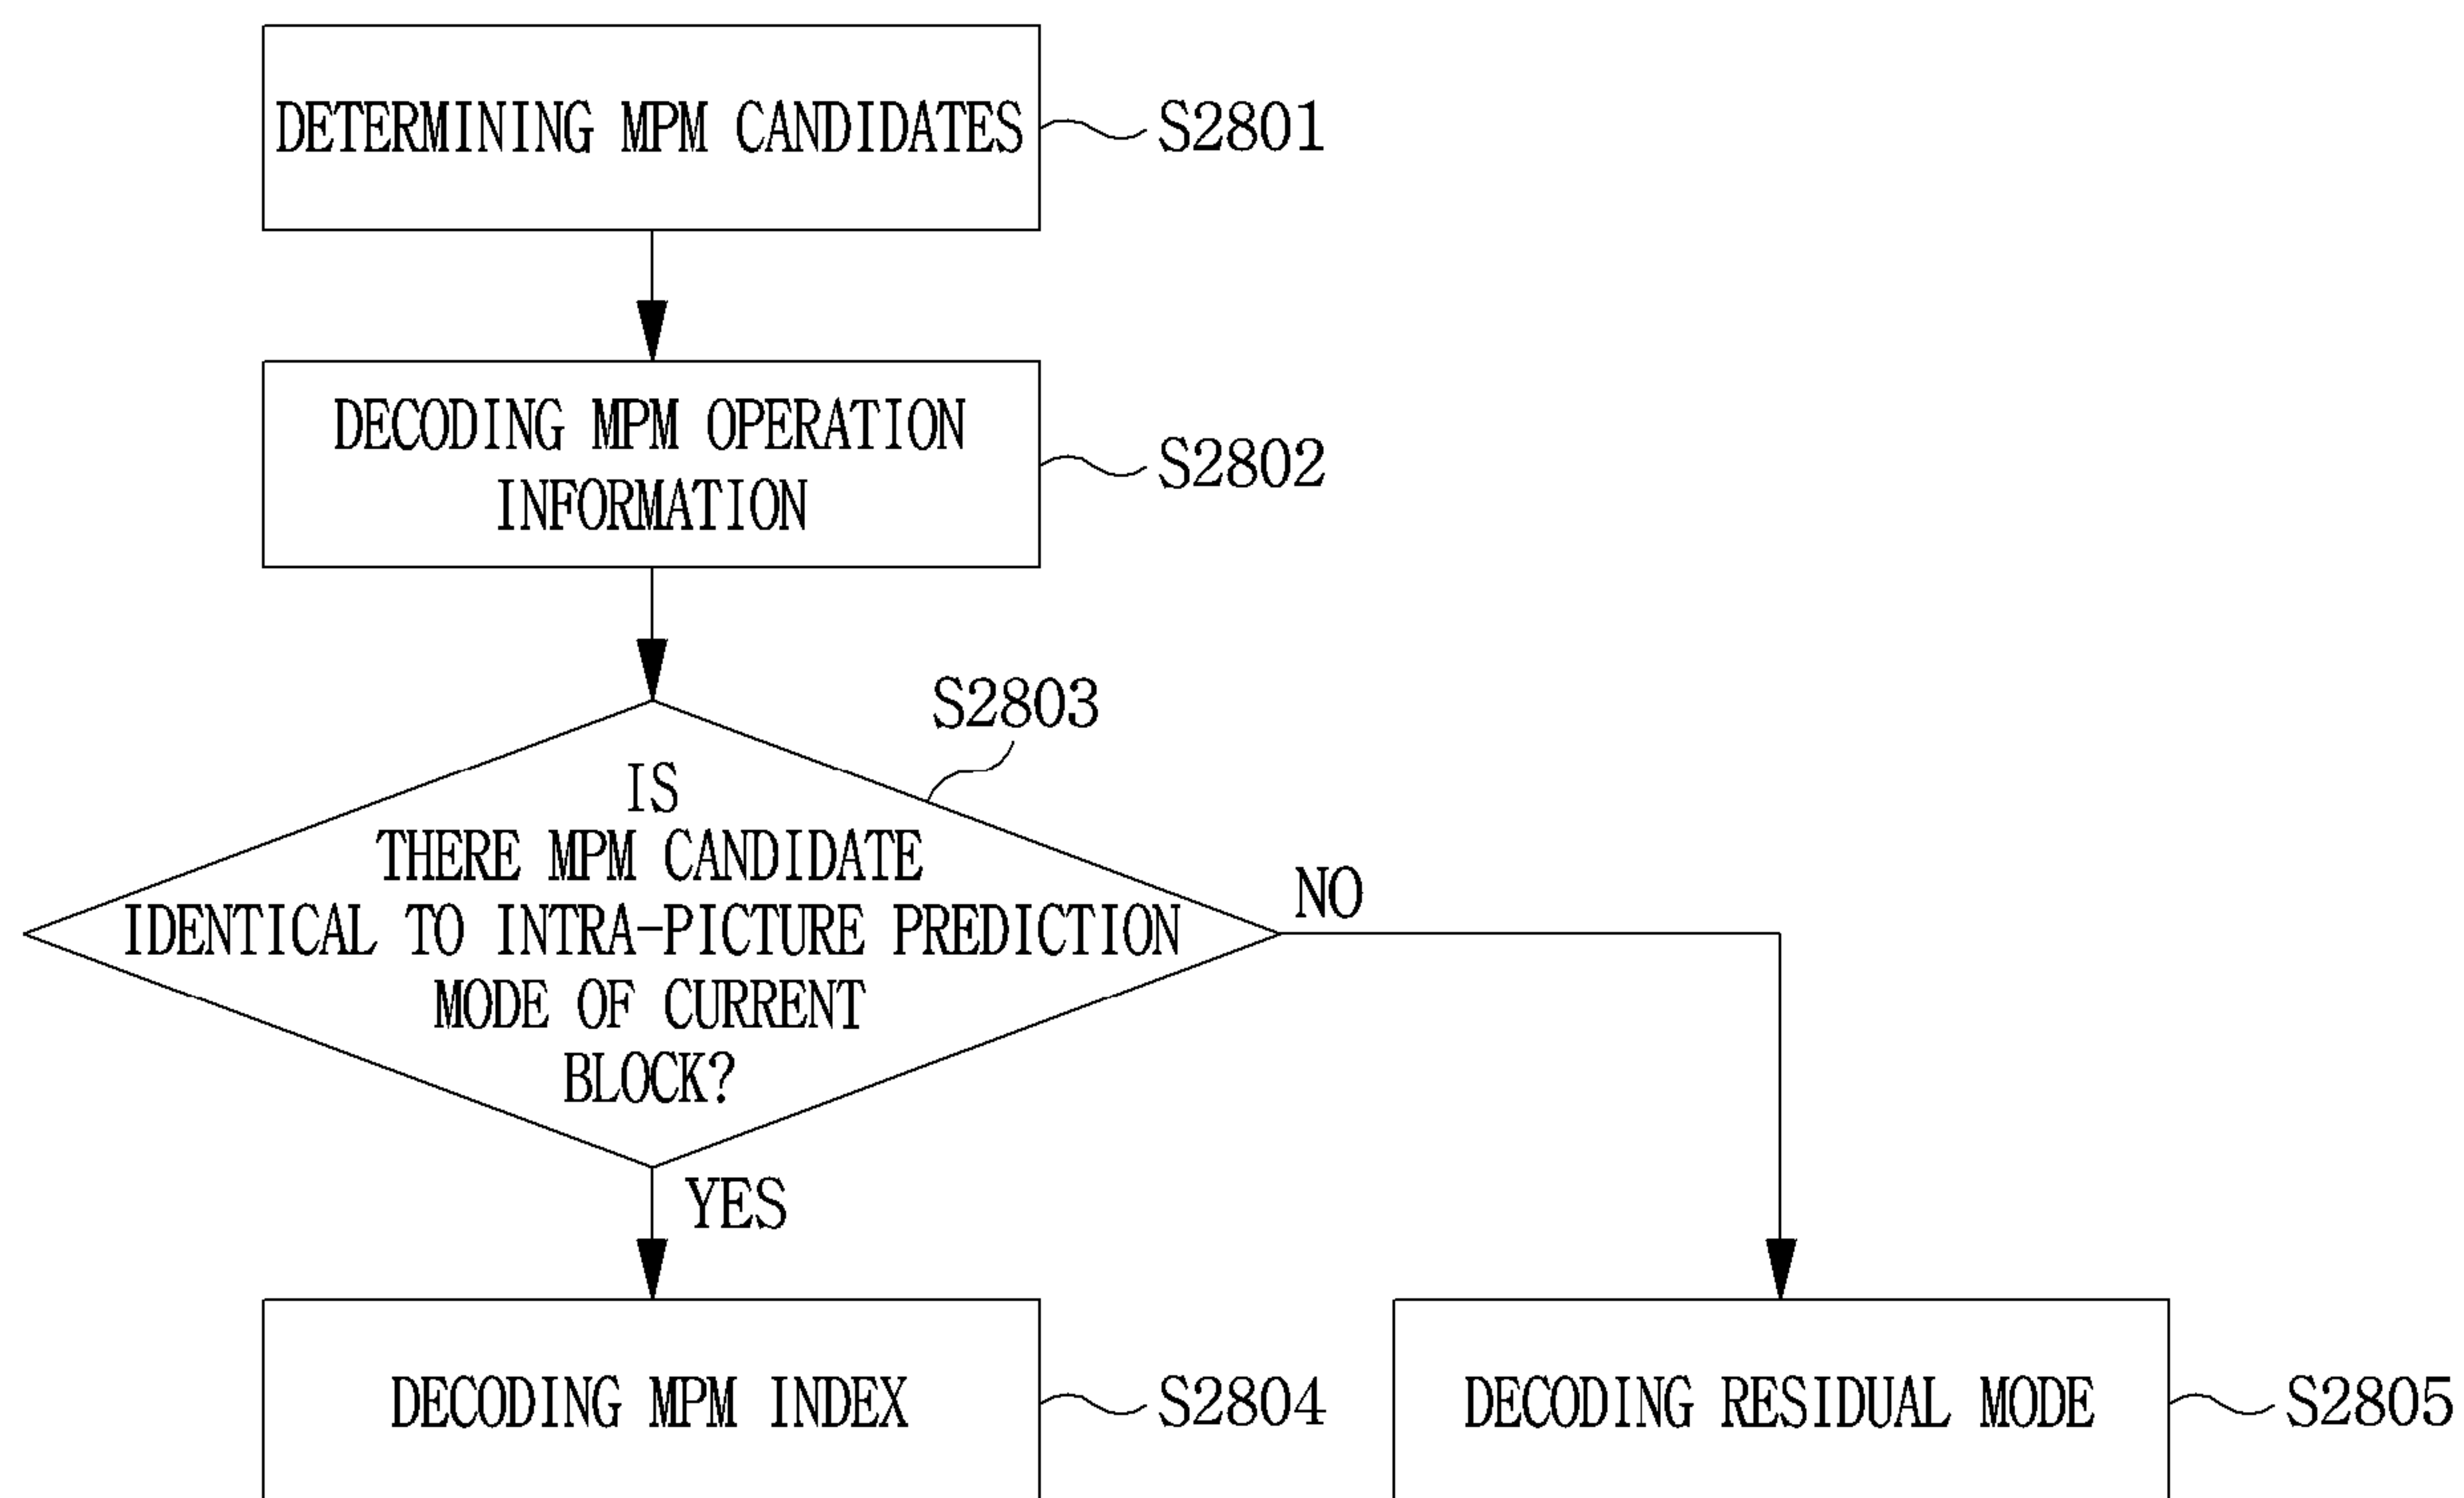 DETERMINING MPM CANDIDATES
S2801
DECODING MPM OPERATION
INFORMATION
S2802
S2803
IS
THERE MPM CANDIDATE
IDENTICAL TO INTRA-PICTURE PREDICTION
MODE OF CURRENT
BLOCK?
NO
YES
DECODING MPM INDEX
S2804
DECODING RESIDUAL MODE
S2805